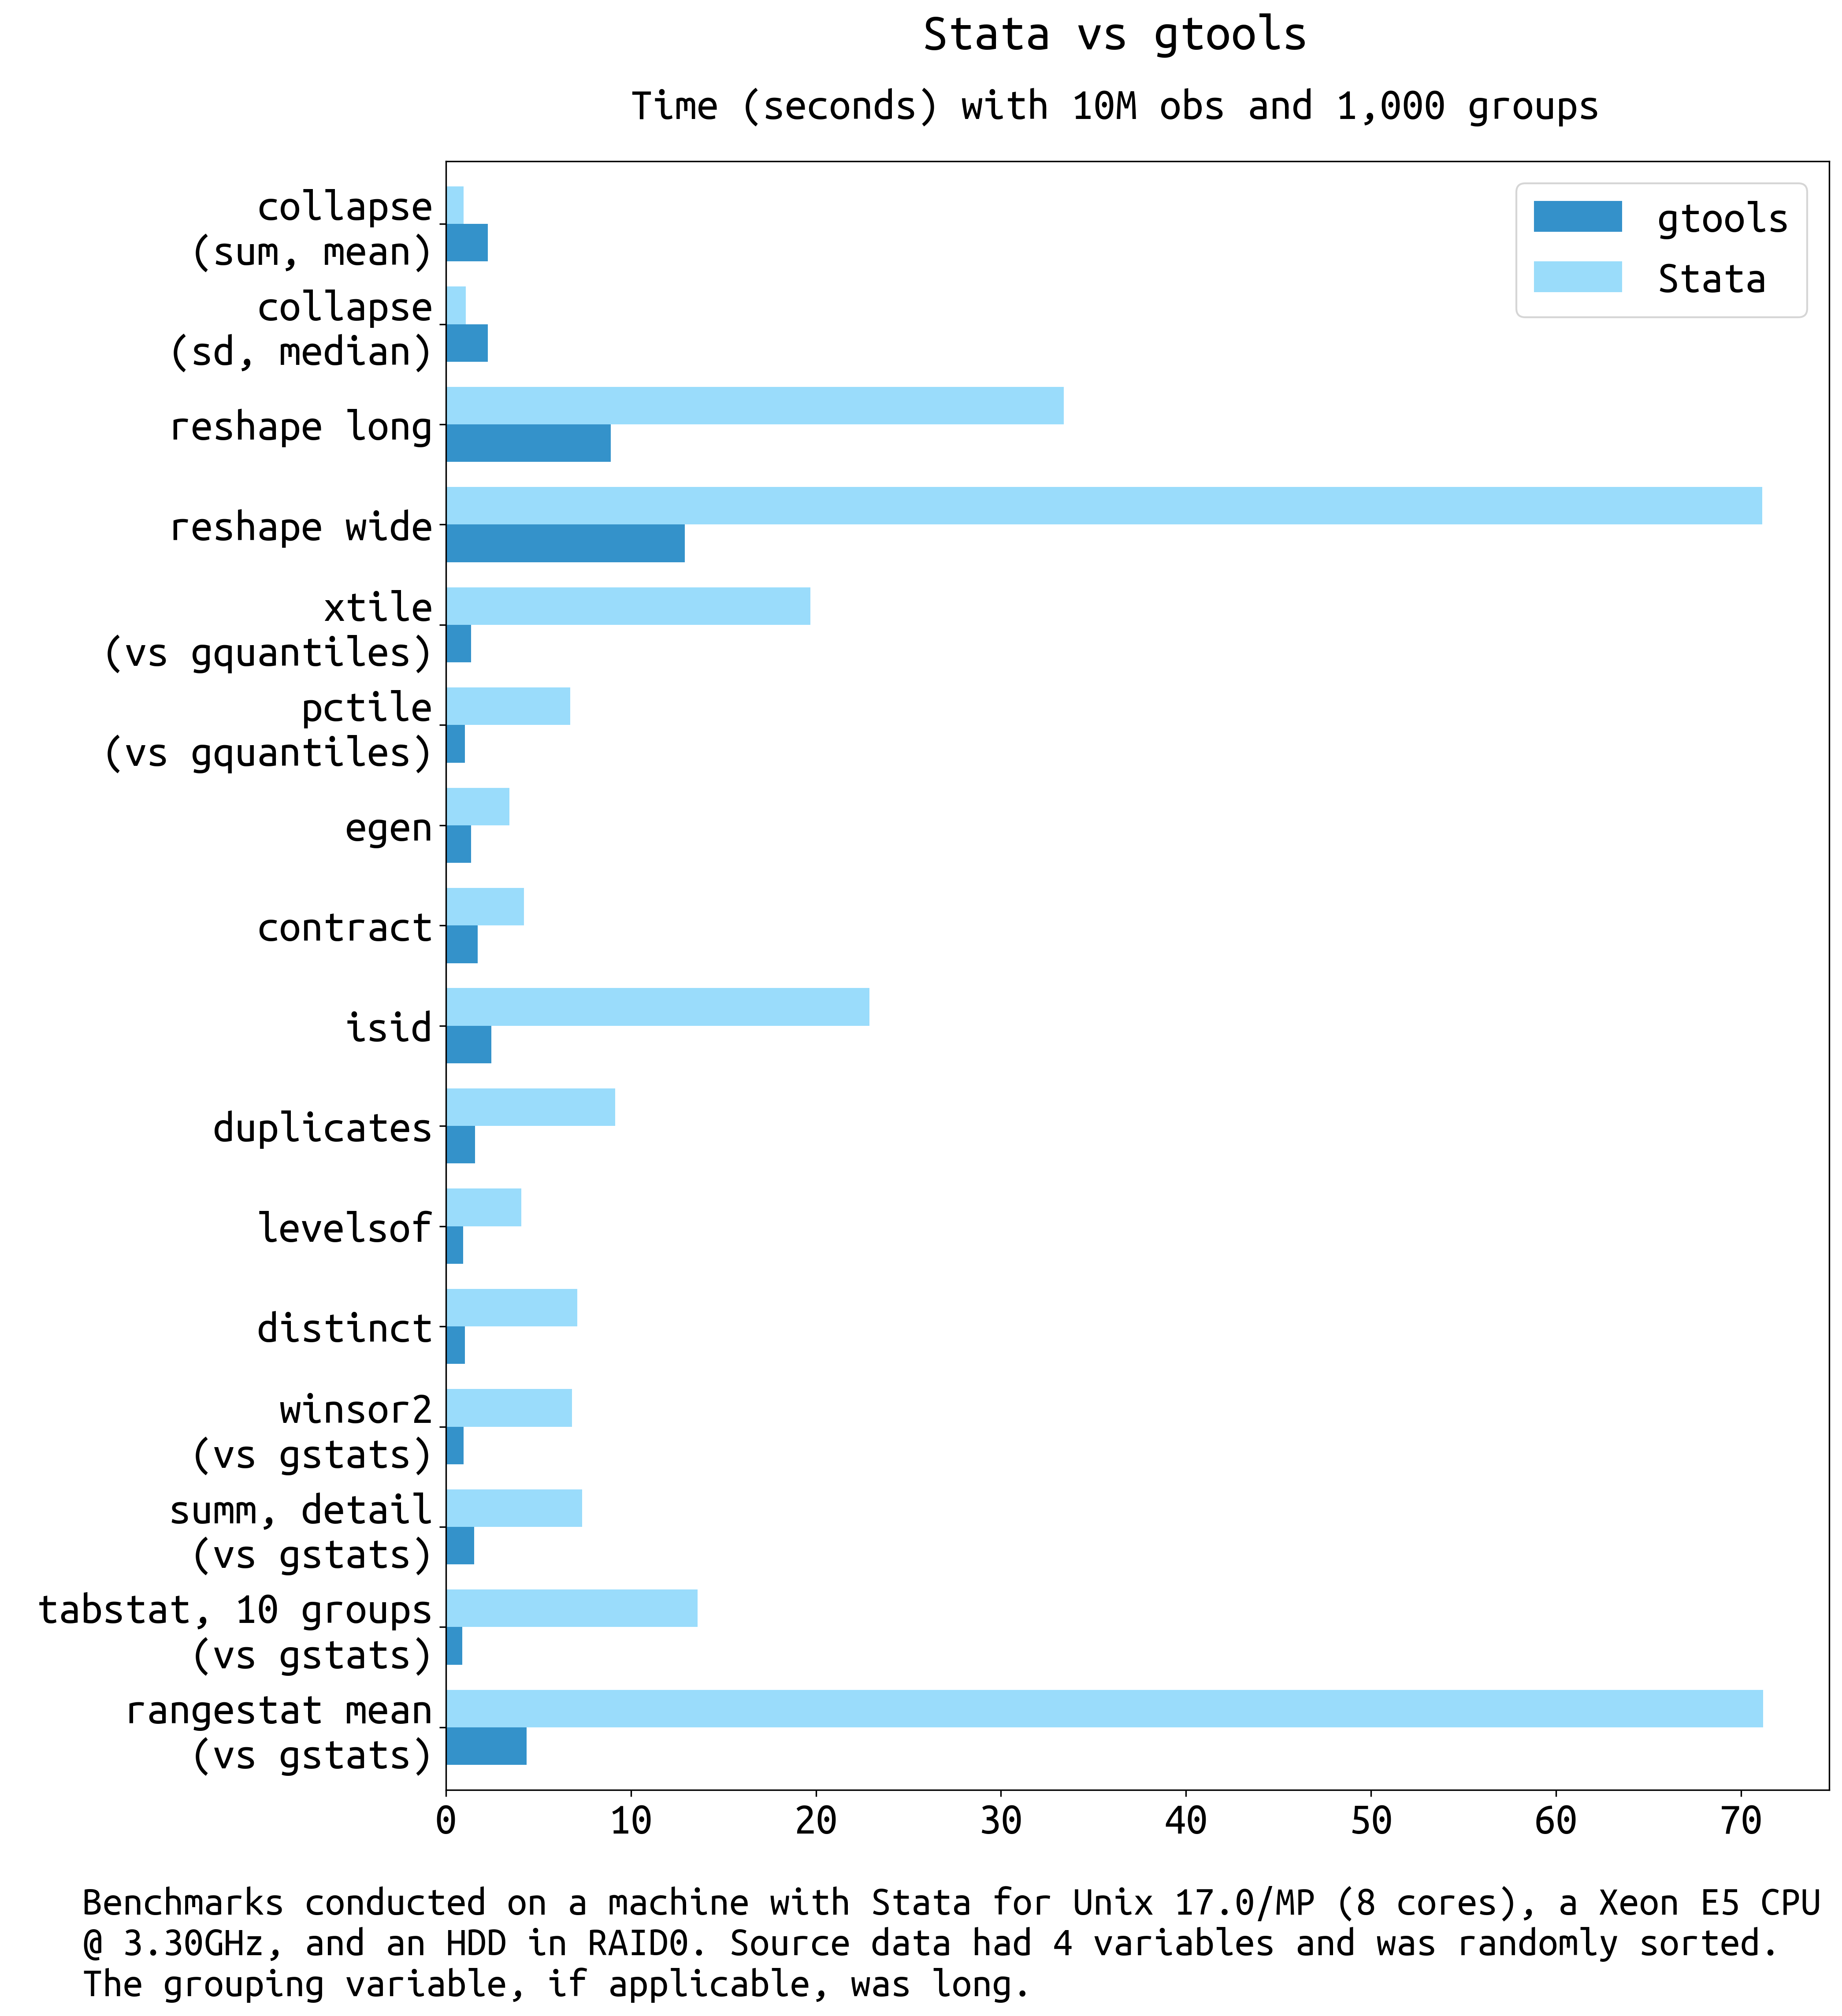 Stata vs gtools
Time (seconds) with 10M obs and 1,000 groups
gtools
Stata
collapse
(sum, mean)
collapse
(sd, median)
reshape long
reshape wide
xtile
(vs gquantiles)
pctile
(vs gquantiles)
egen
contract
isid
duplicates
levelsof
distinct
winsor2
(vs gstats)
summ, detail
(vs gstats)
tabstat, 10 groups
(vs gstats)
rangestat mean
(vs gstats)
0 10 20 30 40 50 60 70
Benchmarks conducted on a machine with Stata for Unix 17.0/MP (8 cores), a Xeon E5 CPU
@ 3.30GHz, and an HDD in RAID0. Source data had 4 variables and was randomly sorted.
The grouping variable, if applicable, was long.